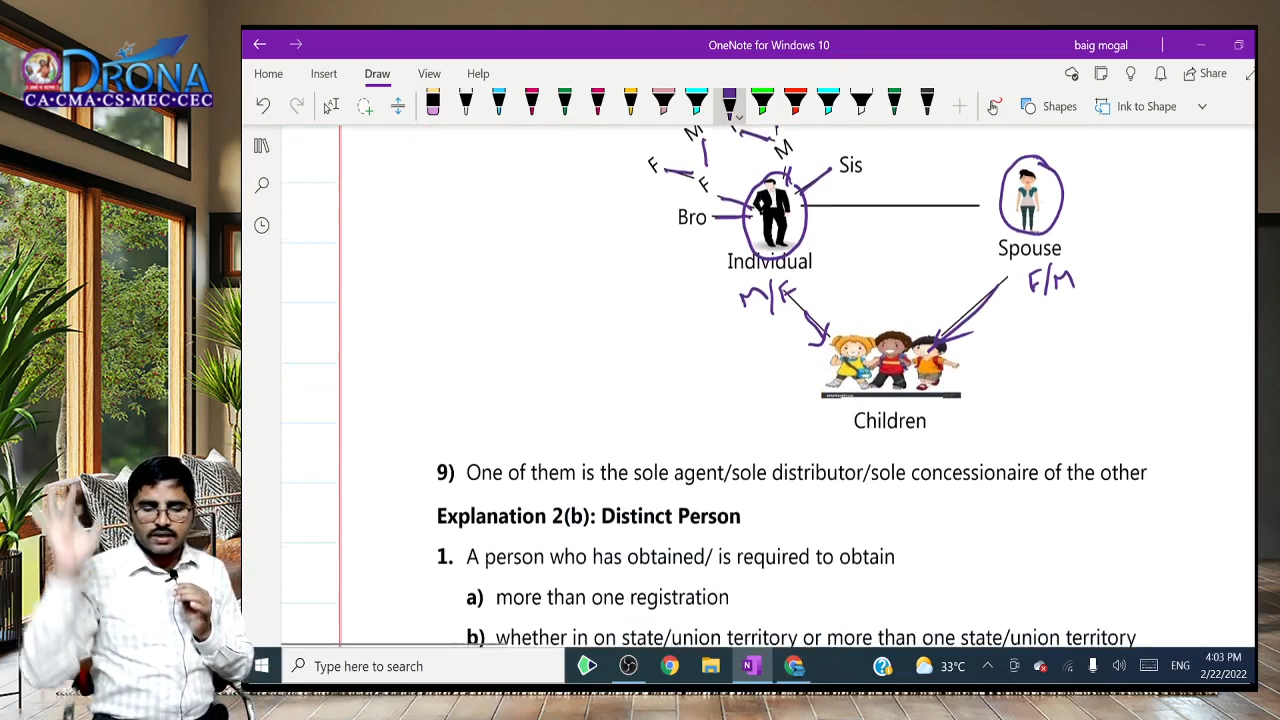 DRONA
CA•CMA•CS•MEC•CEC
OneNote for Windows 10
baig mogal
Home Insert Draw View Help
Share
Shapes
Ink to Shape
M
M
F
F
Sis
Bro
Individual
Spouse
M/F
F/M
Children
9) One of them is the sole agent/sole distributor/sole concessionaire of the other
Explanation 2(b): Distinct Person
1. A person who has obtained/ is required to obtain
a) more than one registration
b) whether in on state/union territory or more than one state/union territory
Type here to search
33°C
ENG
4:03 PM
2/22/2022